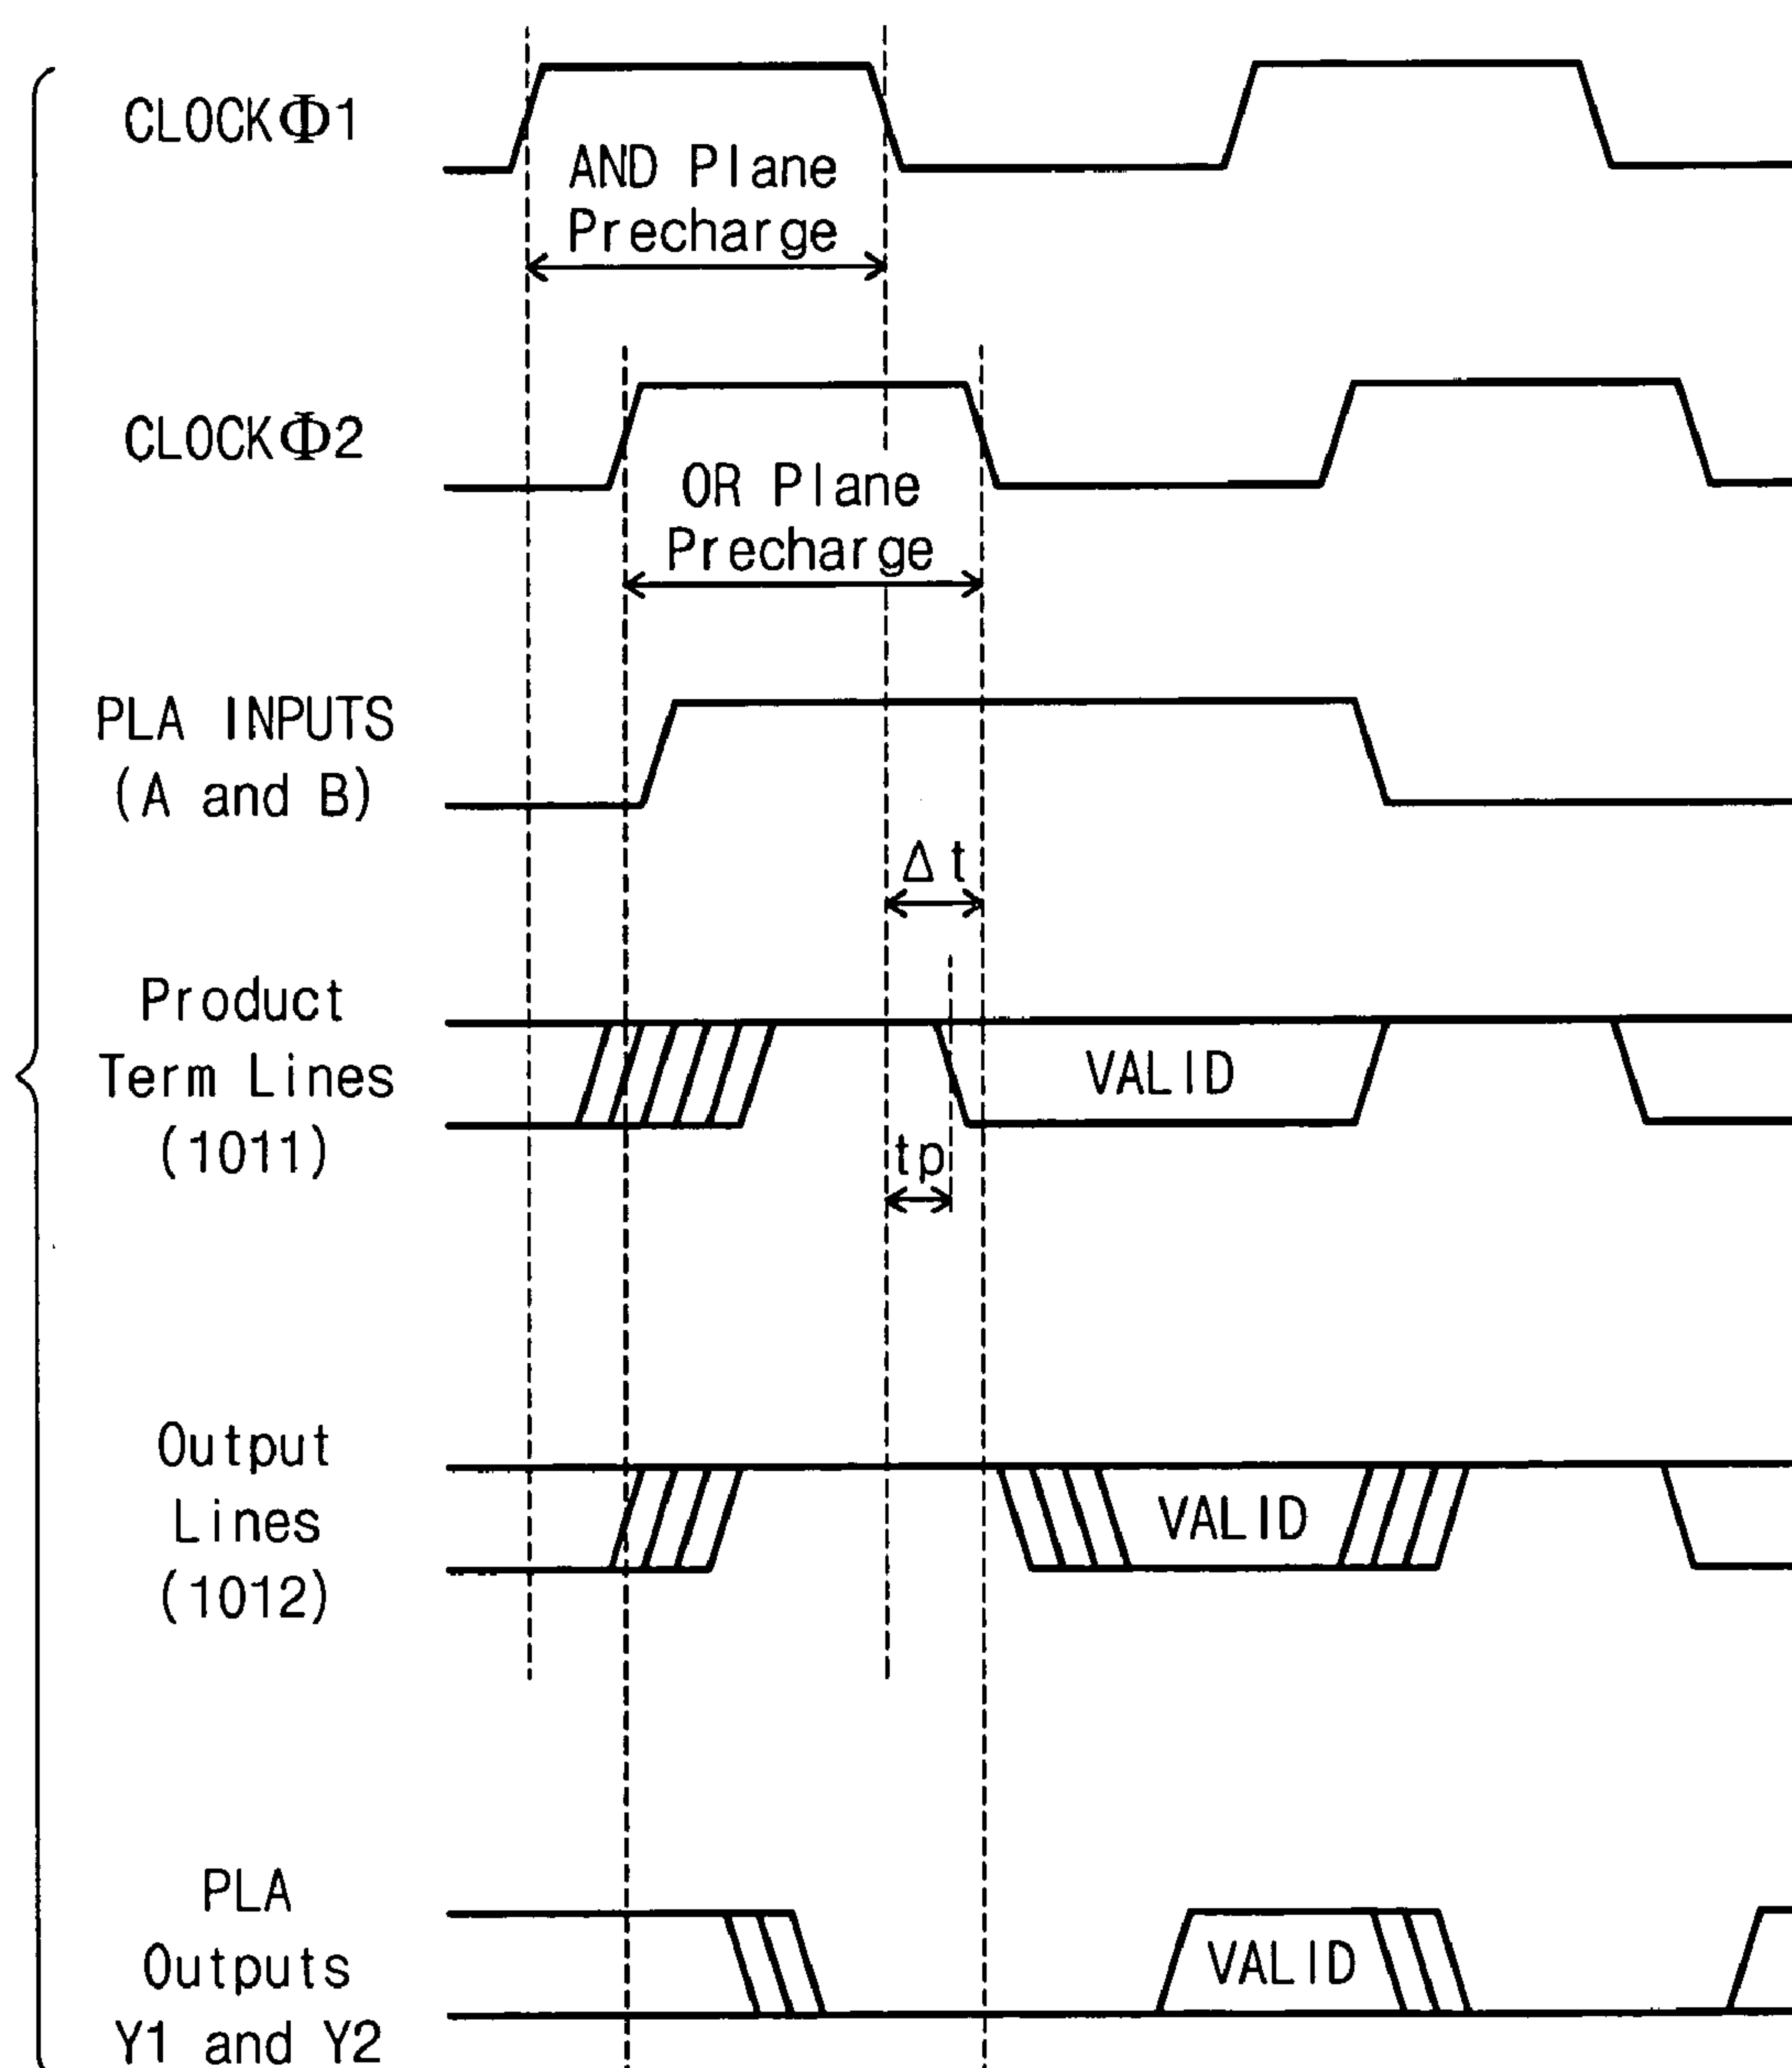 CLOCKΦ1
AND Plane
Precharge
CLOCKΦ2
OR Plane
Precharge
PLA INPUTS
(A and B)
Δt
Product
Term Lines
(1011)
VALID
tp
Output
Lines
(1012)
VALID
PLA
Outputs
Y1 and Y2
VALID